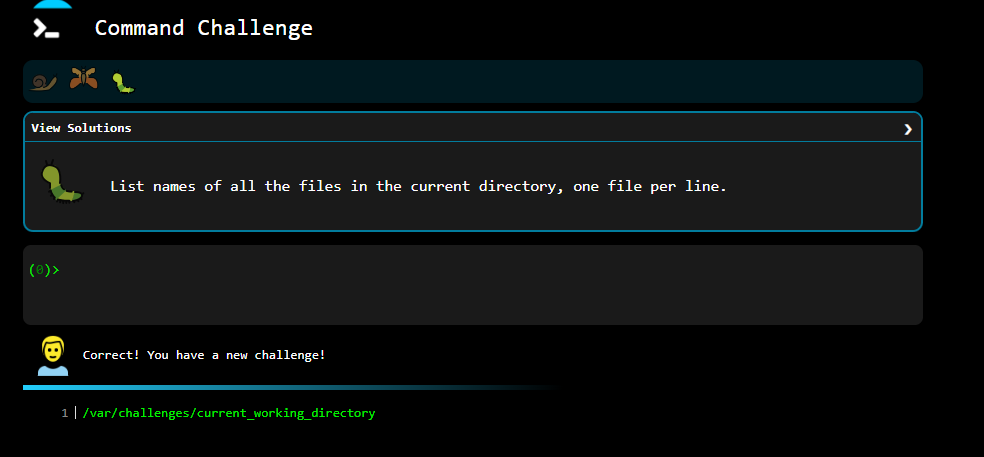 Command Challenge
View Solutions
List names of all the files in the current directory, one file per line.
(0)>
Correct! You have a new challenge!
1 /var/challenges/current_working_directory